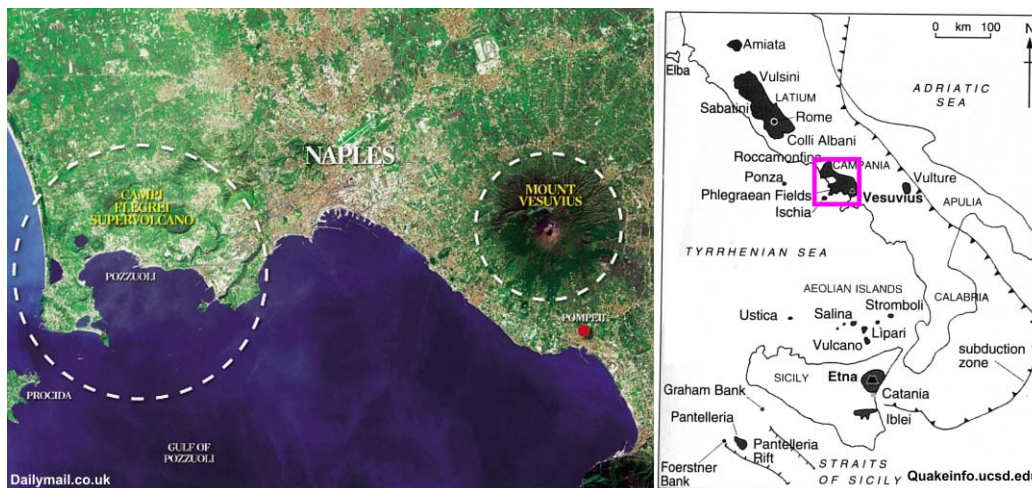 NAPLES
CAMPI
FLEGREI
SUPERVOLCANO
MOUNT
VESUVIUS
POZZUOLI
POMPEII
PROCIDA
GULF OF
POZZUOLI
Dailymail.co.uk
0 km 100
N
Amiata
Elba
Vulsini
LATIUM
Sabatini
Rome
Colli Albani
ADRIATIC
SEA
Roccamonfina
CAMPANIA
Ponza
Phlegraean Fields
Vesuvius
Vulture
Ischia
APULIA
TYRRHENIAN SEA
AEOLIAN ISLANDS
CALABRIA
Stromboli
Ustica
Salina
Lipari
Vulcano
subduction
zone
SICILY
Etna
Graham Bank
Catania
Iblei
Pantelleria
Pantelleria
Rift
Foerstner
Bank
STRAITS
OF SICILY
Quakeinfo.ucsd.edu